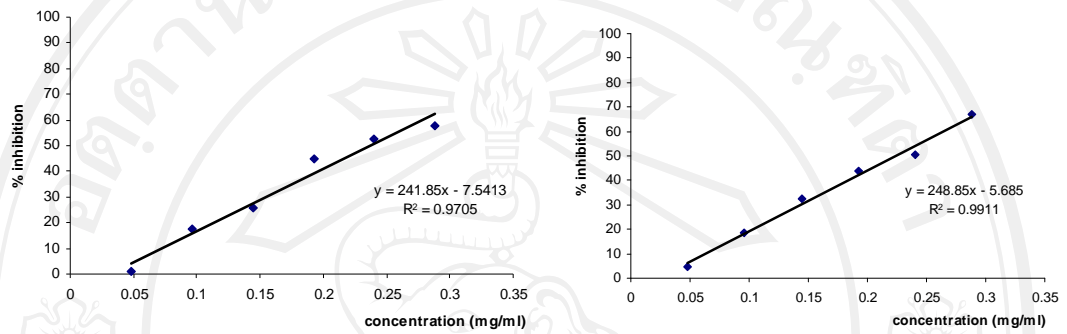 100
90
80
70
60
50
40
30
20
10
0
% inhibition
0 0.05 0.1 0.15 0.2 0.25 0.3 0.35
concentration (mg/ml)
y = 241.85x - 7.5413
R² = 0.9705
100
90
80
70
60
50
40
30
20
10
0
% inhibition
0 0.05 0.1 0.15 0.2 0.25 0.3 0.35
concentration (mg/ml)
y = 248.85x - 5.685
R² = 0.9911